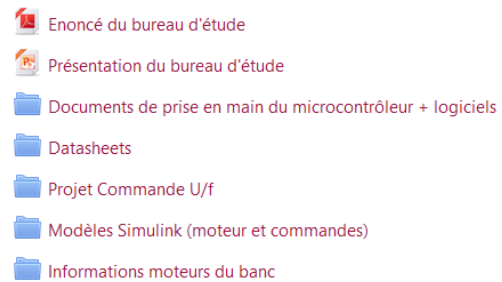 Enoncé du bureau d'étude
Présentation du bureau d'étude
Documents de prise en main du microcontrôleur + logiciels
Datasheets
Projet Commande U/f
Modèles Simulink (moteur et commandes)
Informations moteurs du banc